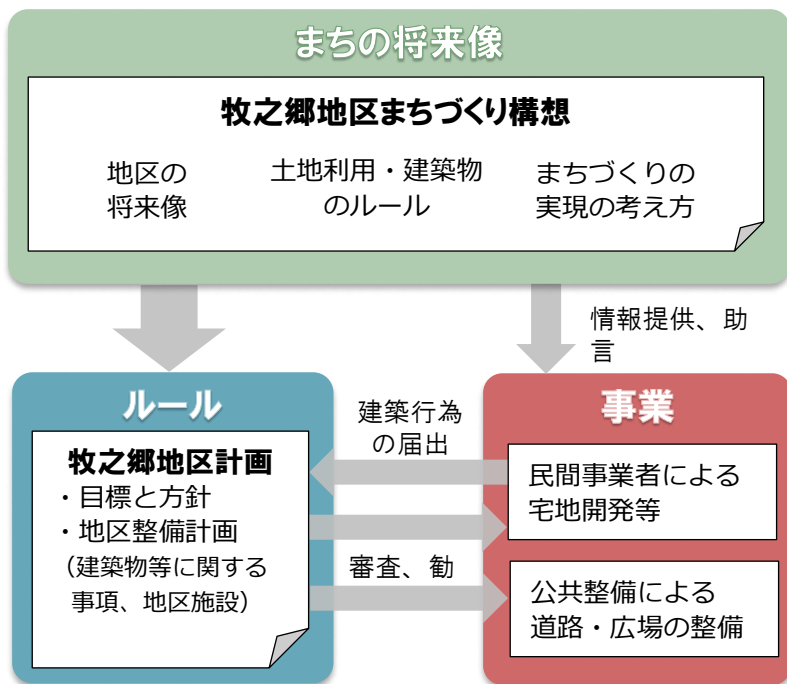 まちの将来像
牧之郷地区まちづくり構想
地区の
将来像
土地利用・建築物
のルール
まちづくりの
実現の考え方
情報提供、助
言
ルール
牧之郷地区計画
・目標と方針
・地区整備計画
（建築物等に関する
事項、地区施設）
建築行為
の届出
審査、勧
事業
民間事業者による
宅地開発等
公共整備による
道路・広場の整備